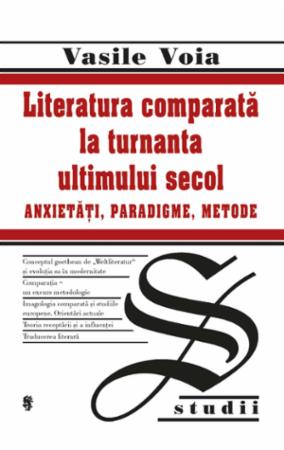 Vasile Voia
Literatura comparată
la turnanta
ultimului secol
ANXIETĂȚI, PARADIGME, METODE
Conceptul goethean de „Weltliteratur“
și evoluția sa în modernitate
Comparația –
un excurs metodologic
Imagologia comparată și studiile
europene. Orientări actuale
Teoria receptării și a influenței
Traducerea literară
S
studii